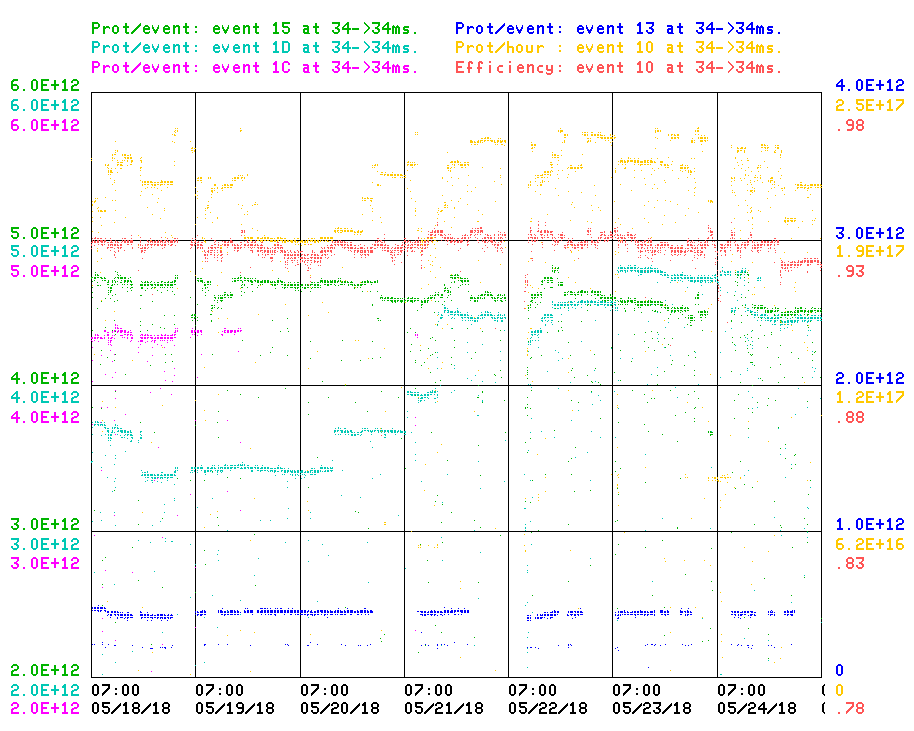 Prot/event: event 15 at 34->34ms. Prot/event: event 13 at 34->34ms.
Prot/event: event 1D at 34->34ms. Prot/hour : event 10 at 34->34ms.
Prot/event: event 1C at 34->34ms. Efficiency: event 10 at 34->34ms.
6.0E+12 4.0E+12
6.0E+12 2.5E+17
6.0E+12 .98
5.0E+12 3.0E+12
5.0E+12 1.9E+17
5.0E+12 .93
4.0E+12 2.0E+12
4.0E+12 1.2E+17
4.0E+12 .88
3.0E+12 1.0E+12
3.0E+12 6.2E+16
3.0E+12 .83
2.0E+12 0
2.0E+12 07:00 07:00 07:00 07:00 07:00 07:00 07:00 0
2.0E+12 05/18/18 05/19/18 05/20/18 05/21/18 05/22/18 05/23/18 05/24/18 .78